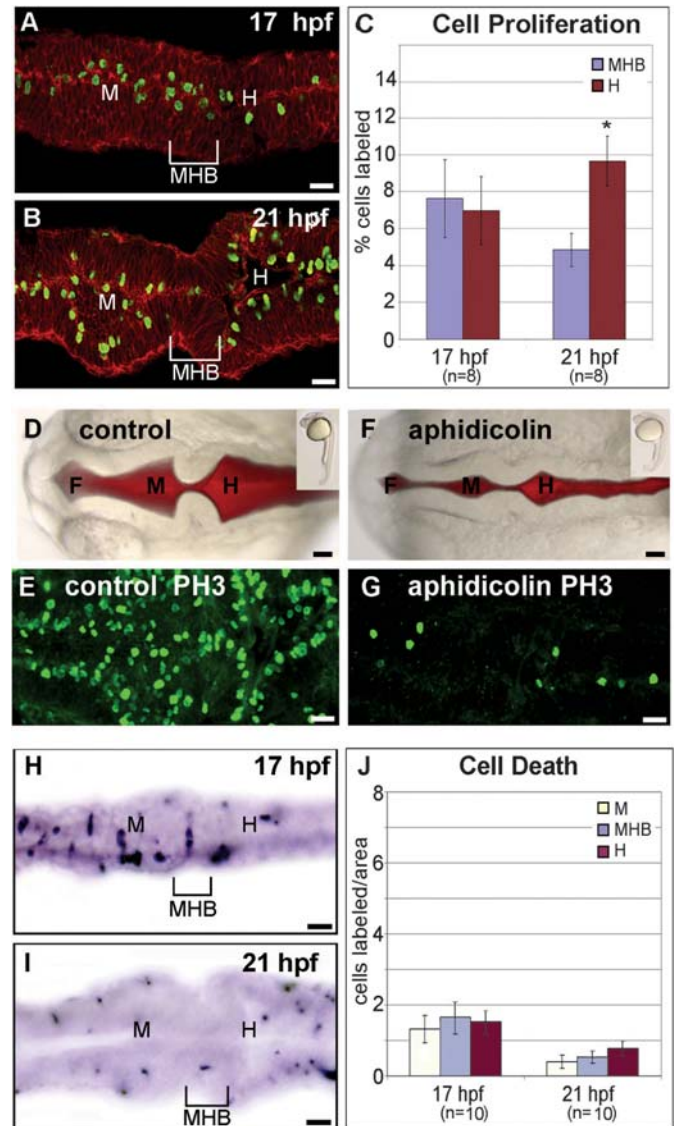 A 17 hpf
M
H
MHB
B 21 hpf
M
H
MHB
C Cell Proliferation
MHB
H
% cells labeled
14
12
10
8
6
4
2
0
*
17 hpf
(n=8)
21 hpf
(n=8)
D control
F M H
F aphidicolin
F M H
E control PH3
G aphidicolin PH3
H 17 hpf
M
H
MHB
I 21 hpf
M
H
MHB
J Cell Death
M
MHB
H
cells labeled/area
8
6
4
2
0
17 hpf
(n=10)
21 hpf
(n=10)